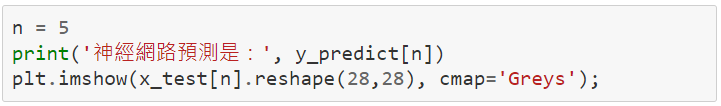 n = 5
print('神經網路預測是：', y_predict[n])
plt.imshow(x_test[n].reshape(28,28), cmap='Greys');